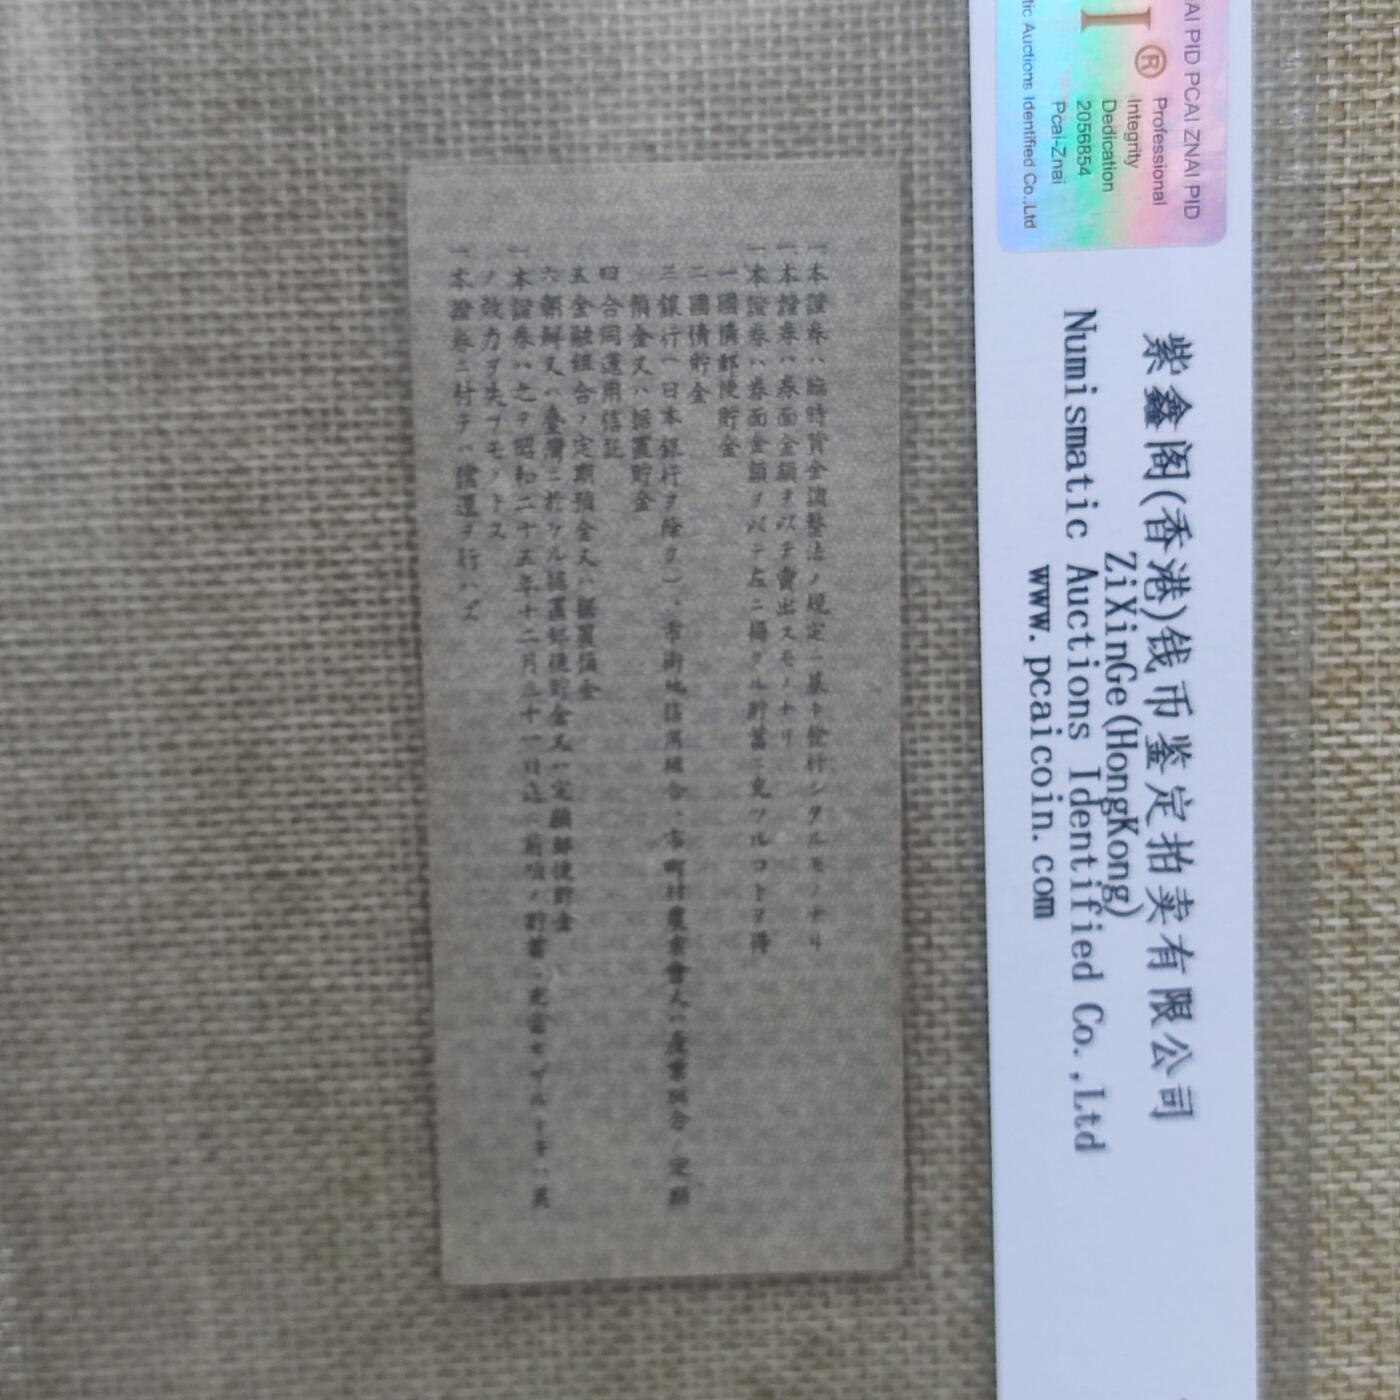 一本證券ハ臨時資金調整法ノ規定ニ基キ發行シタルモノナリ
一本證券ハ券面金額ヲ以テ賣出スモノナリ
一本證券ハ券面金額ヲ以テ左ニ揭グル貯蓄ニ充ツルコトヲ得
一國債郵便貯金
二國債貯金
三銀行(日本銀行ヲ除ク)、市街地信用組合、市町村農業會又ハ產業組合ノ定期
預金又ハ据置貯金
四合同運用信託
五金融組合ノ定期預金又ハ据置預金
六朝鮮又ハ臺灣ニ於ケル据置郵便貯金又ハ定額郵便貯金
一本證券ハ之ヲ昭和二十五年十二月三十一日迄ニ前項ノ貯蓄ニ充當セザルトキハ其
ノ效力ヲ失フモノトス
一本證券ニ對テハ償還ヲ行ハズ
AI PID PCAI ZNAI PID
I®
Professional
Integrity
Dedication
2056854
Pcai-Znai
tic Auctions Identified Co.,Ltd
紫鑫阁(香港)钱币鉴定拍卖有限公司
ZiXinGe(HongKong)
Numismatic Auctions Identified Co.,Ltd
www.pcaicoin.com